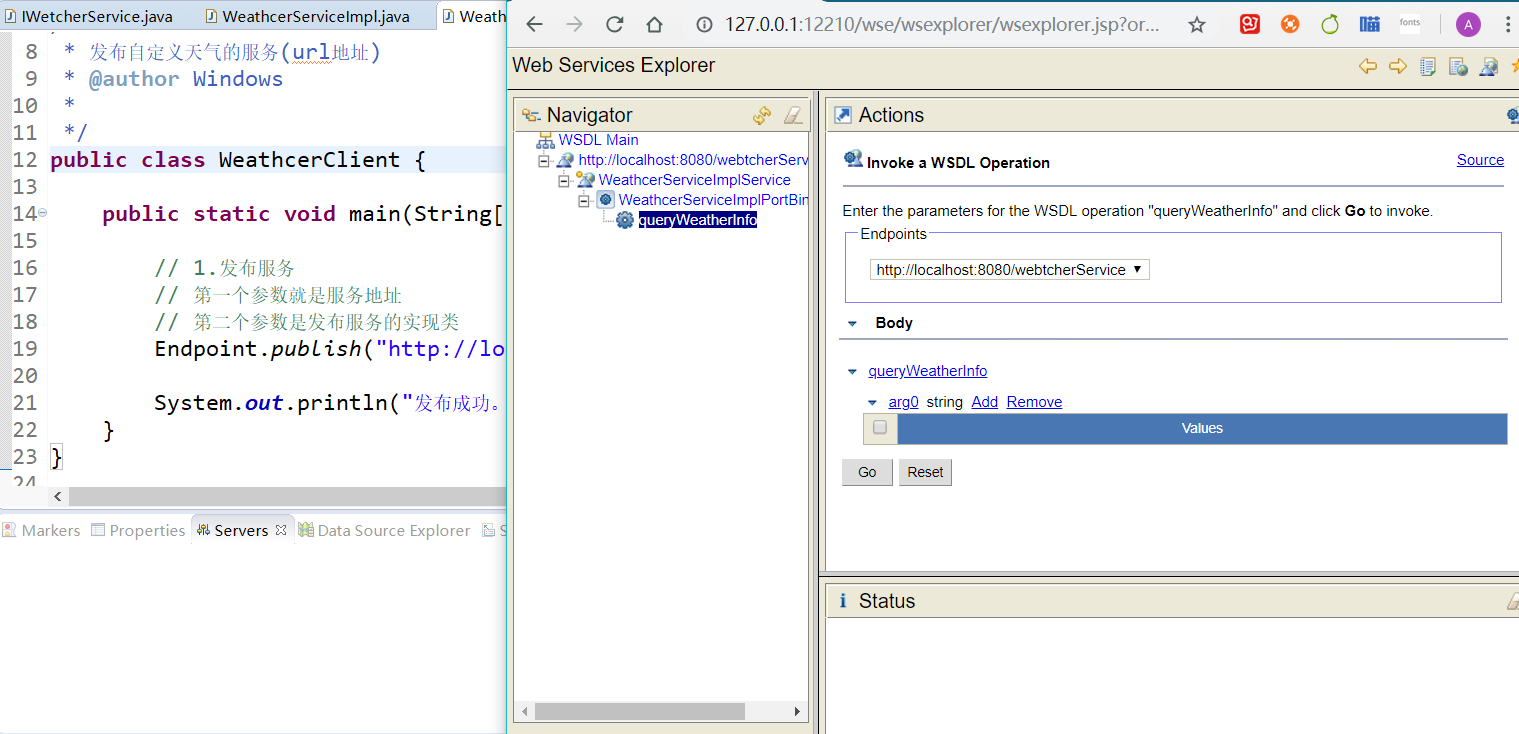 IWetcherService.java
WeathcerServiceImpl.java
Weath
8 * 发布自定义天气的服务(url地址)
9 * @author Windows
10 *
11 */
12 public class WeathcerClient {
13
14 public static void main(String[
15
16 // 1.发布服务
17 // 第一个参数就是服务地址
18 // 第二个参数是发布服务的实现类
19 Endpoint.publish("http://lo
20
21 System.out.println("发布成功。
22 }
23 }
24
Markers
Properties
Servers
Data Source Explorer
S
127.0.0.1:12210/wse/wsexplorer/wsexplorer.jsp?or...
fonts
A
Web Services Explorer
Navigator
WSDL Main
http://localhost:8080/webtcherServ
WeathcerServiceImplService
WeathcerServiceImplPortBin
queryWeatherInfo
Actions
Invoke a WSDL Operation
Source
Enter the parameters for the WSDL operation "queryWeatherInfo" and click Go to invoke.
Endpoints
http://localhost:8080/webtcherService
Body
queryWeatherInfo
arg0 string Add Remove
Values
Go
Reset
Status